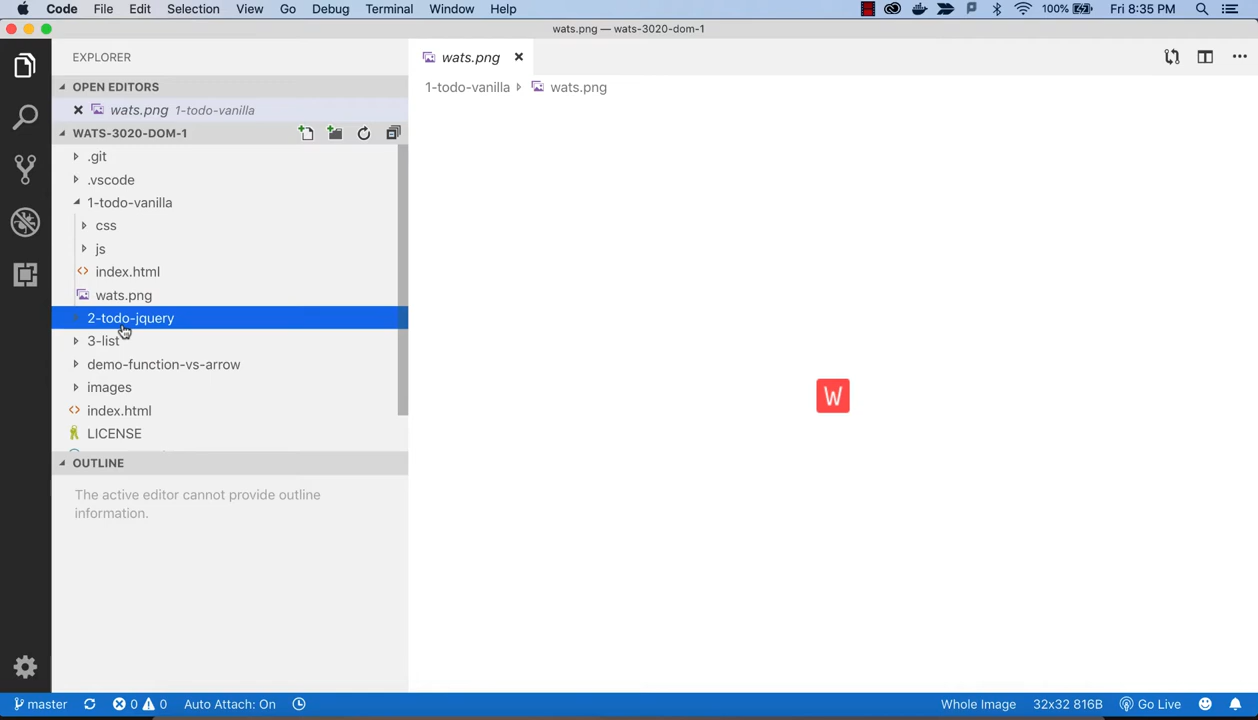 Code File Edit Selection View Go Debug Terminal Window Help 100% Fri 8:35 PM
wats.png — wats-3020-dom-1
EXPLORER
wats.png
OPEN EDITORS
1-todo-vanilla wats.png
wats.png 1-todo-vanilla
WATS-3020-DOM-1
.git
.vscode
1-todo-vanilla
css
js
index.html
wats.png
2-todo-jquery
3-list
demo-function-vs-arrow
images
index.html
LICENSE
W
OUTLINE
The active editor cannot provide outline
information.
master 0 0 Auto Attach: On Whole Image 32x32 816B Go Live